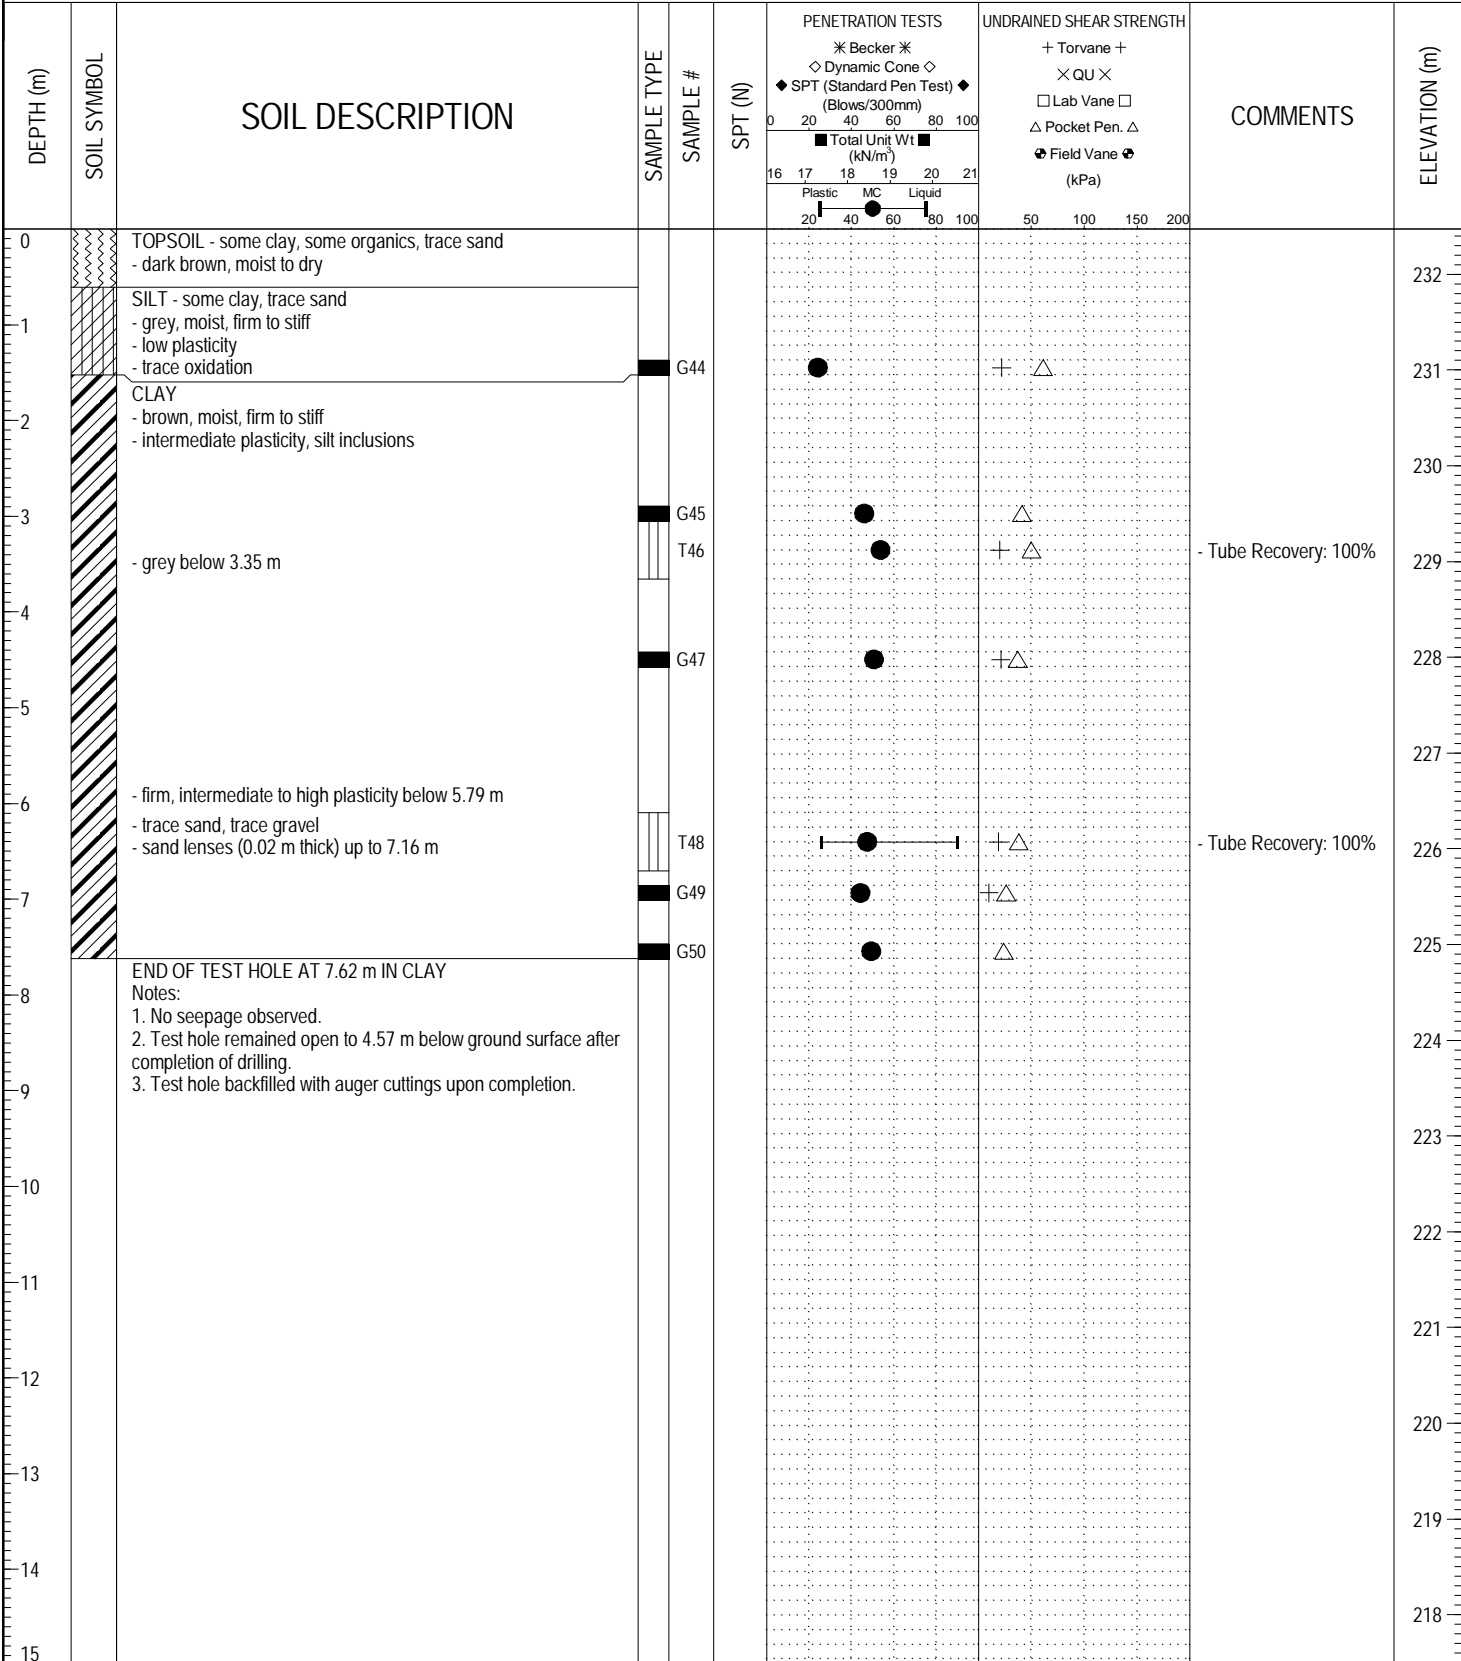 DEPTH (m)
SOIL SYMBOL
SOIL DESCRIPTION
SAMPLE TYPE
SAMPLE #
SPT (N)
PENETRATION TESTS
Becker
Dynamic Cone
SPT (Standard Pen Test)
(Blows/300mm)
0 20 40 60 80 100
Total Unit Wt
(kN/m³)
16 17 18 19 20 21
Plastic MC Liquid
20 40 60 80 100
UNDRAINED SHEAR STRENGTH
+ Torvane +
× QU ×
□ Lab Vane □
△ Pocket Pen. △
Field Vane
(kPa)
50 100 150 200
COMMENTS
ELEVATION (m)
0
TOPSOIL - some clay, some organics, trace sand
- dark brown, moist to dry
232
SILT - some clay, trace sand
- grey, moist, firm to stiff
1
- low plasticity
- trace oxidation
G44
231
CLAY
- brown, moist, firm to stiff
2
- intermediate plasticity, silt inclusions
230
3
G45
T46
- Tube Recovery: 100%
- grey below 3.35 m
229
4
G47
228
5
227
- firm, intermediate to high plasticity below 5.79 m
6
- trace sand, trace gravel
- sand lenses (0.02 m thick) up to 7.16 m
T48
- Tube Recovery: 100%
226
7
G49
G50
225
END OF TEST HOLE AT 7.62 m IN CLAY
8
Notes:
1. No seepage observed.
2. Test hole remained open to 4.57 m below ground surface after
completion of drilling.
224
3. Test hole backfilled with auger cuttings upon completion.
9
223
10
222
11
221
12
220
13
219
14
218
15